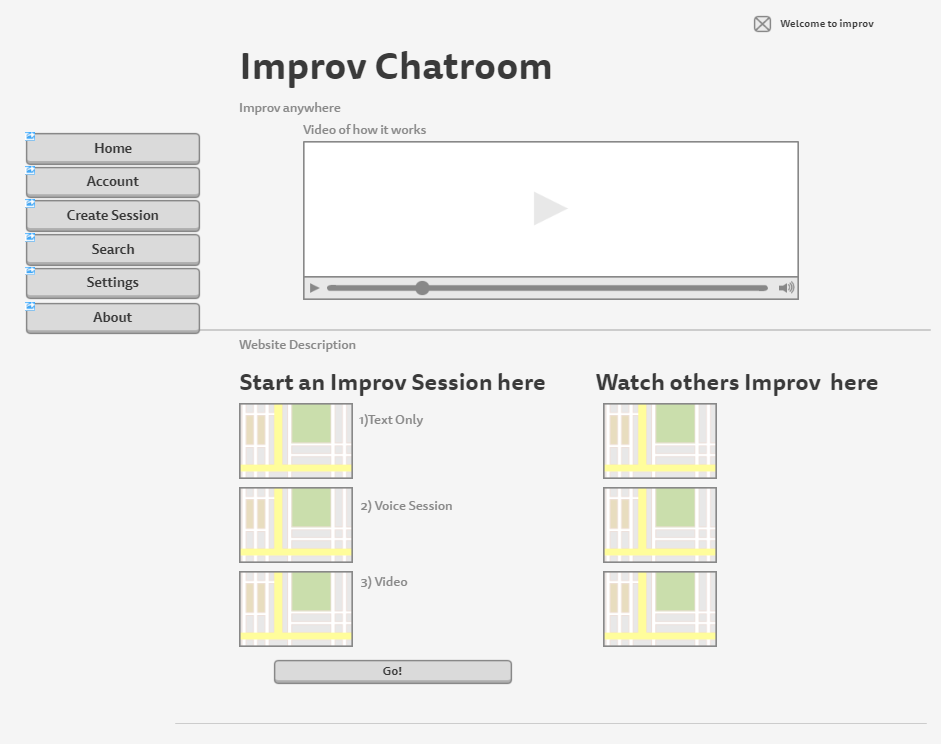 Welcome to improv
Improv Chatroom
Improv anywhere
Video of how it works
Home
Account
Create Session
Search
Settings
About
Website Description
Start an Improv Session here
Watch others Improv  here
1)Text Only
2) Voice Session
3) Video
Go!